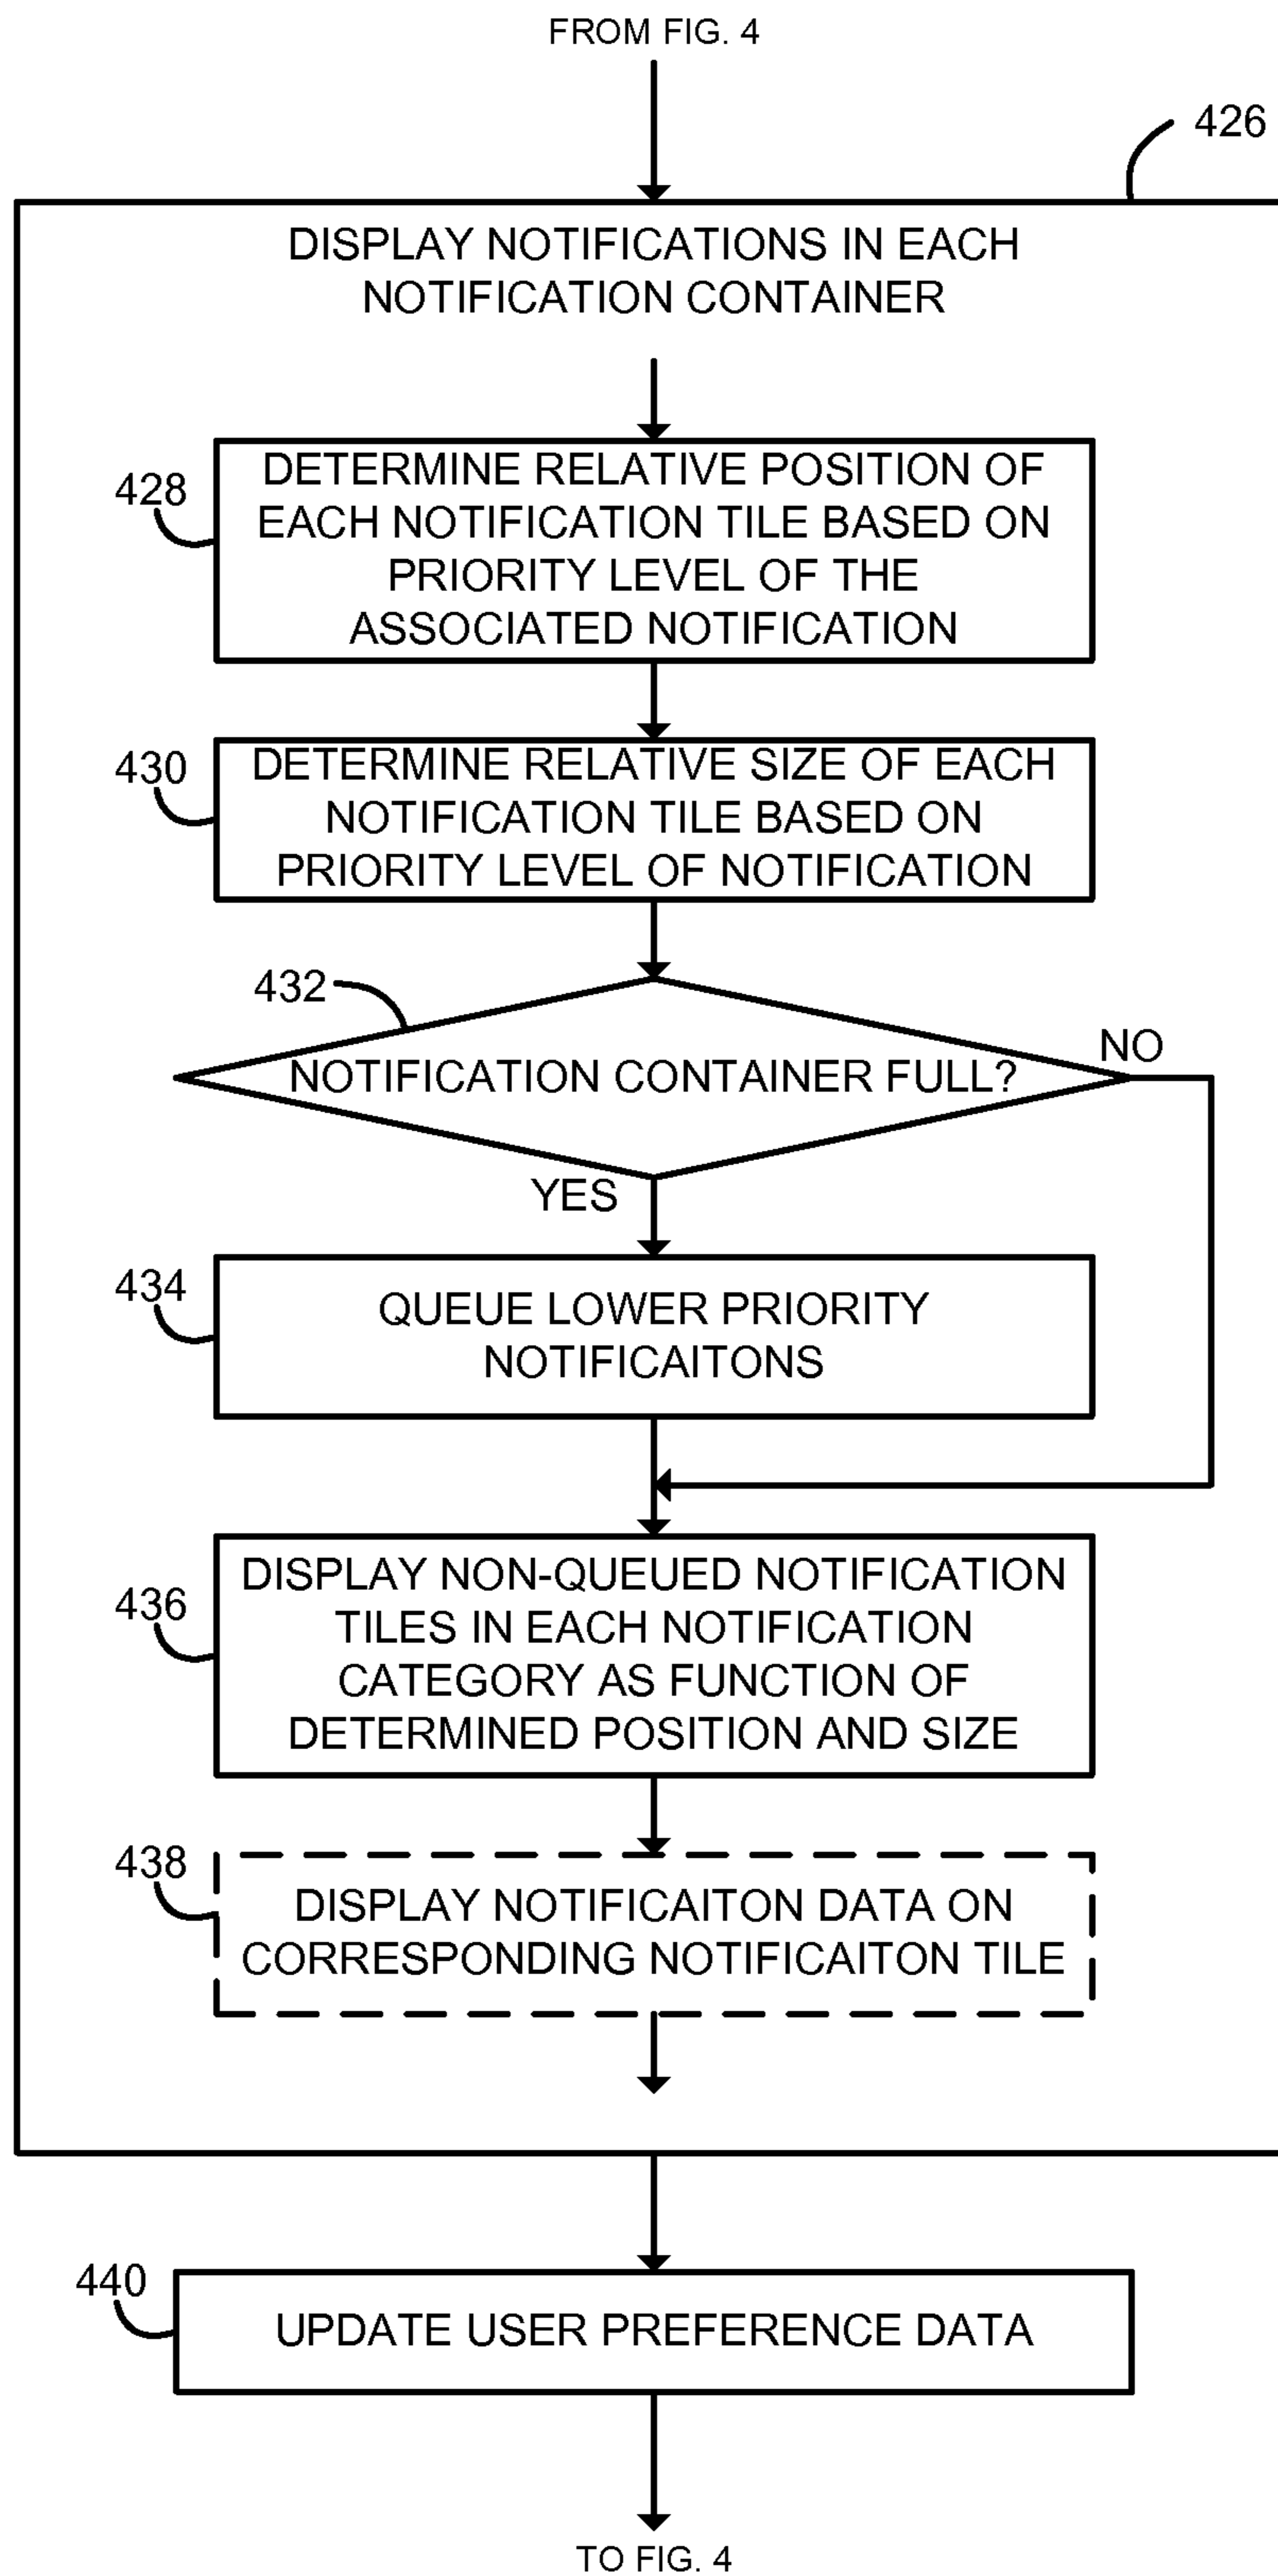 FROM FIG. 4
426
DISPLAY NOTIFICATIONS IN EACH
NOTIFICATION CONTAINER
428
DETERMINE RELATIVE POSITION OF
EACH NOTIFICATION TILE BASED ON
PRIORITY LEVEL OF THE
ASSOCIATED NOTIFICATION
430
DETERMINE RELATIVE SIZE OF EACH
NOTIFICATION TILE BASED ON
PRIORITY LEVEL OF NOTIFICATION
432
NOTIFICATION CONTAINER FULL?
NO
YES
434
QUEUE LOWER PRIORITY
NOTIFICAITONS
436
DISPLAY NON-QUEUED NOTIFICATION
TILES IN EACH NOTIFICATION
CATEGORY AS FUNCTION OF
DETERMINED POSITION AND SIZE
438
DISPLAY NOTIFICAITON DATA ON
CORRESPONDING NOTIFICAITON TILE
440
UPDATE USER PREFERENCE DATA
TO FIG. 4